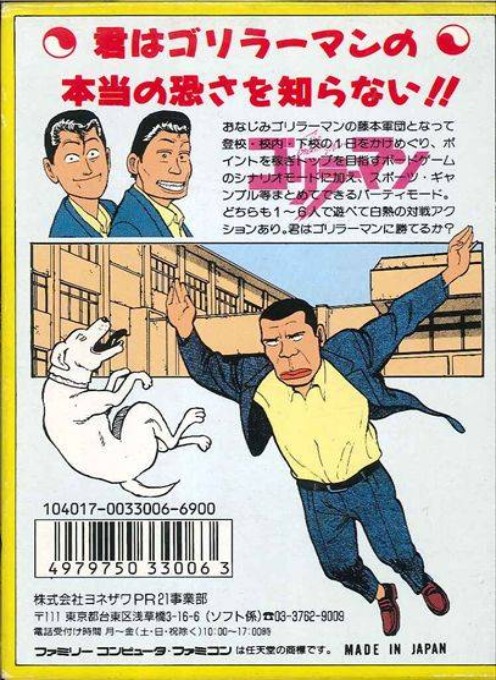 君はゴリラーマンの
本当の恐さを知らない!!
おなじみゴリラーマンの藤本軍団となって
登校・校内・下校の1日をかけめぐり、ポ
イントを稼ぎトップを目指すボードゲーム
のシナリオモードに加え、スポーツ・ギャ
ンブル等まとめてできるパーティモード。
どちらも1〜6人で遊べて白熱の対戦アク
ションあり。君はゴリラーマンに勝てるか?
ゴリラーマン
104017-0033006-6900
4979750 330063
株式会社ヨネザワPR21事業部
〒111 東京都台東区浅草橋3-16-6 (ソフト係)☎03-3762-9009
電話受付け時間 月〜金(土・日・祝除く)10:00〜17:00時
ファミリー コンピュータ・ファミコン は任天堂の商標です。 MADE IN JAPAN